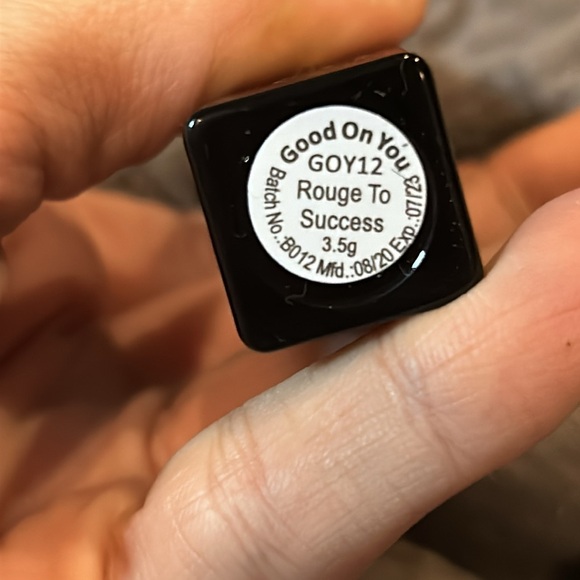 Good On You
GOY12
Rouge To
Success
3.5g
Batch No.:B012 Mfd.:08/20 Exp.:07/23